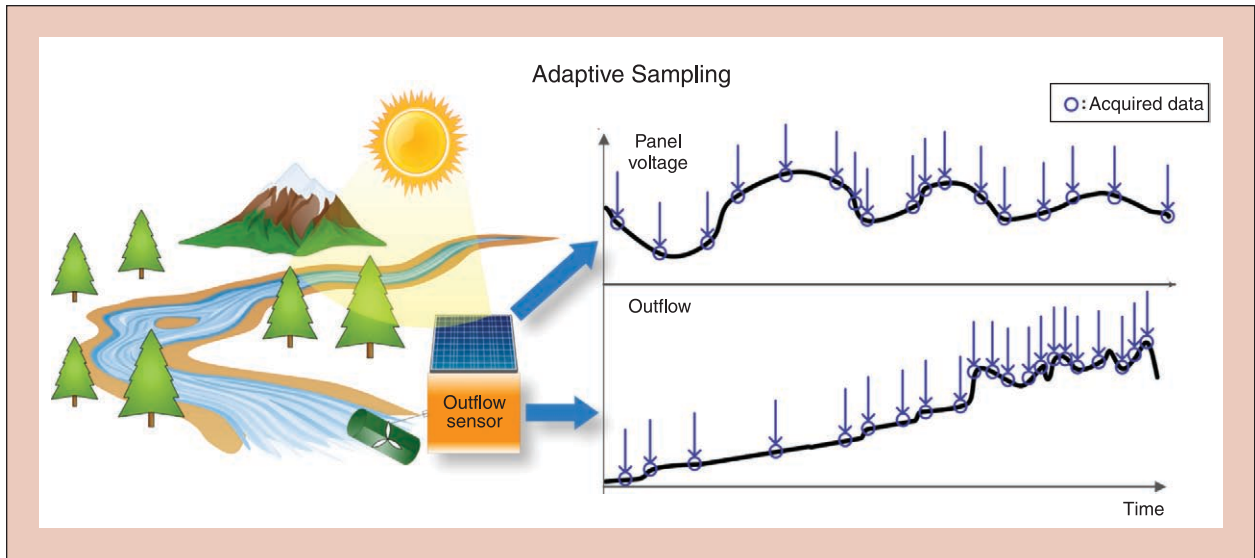 Adaptive Sampling
: Acquired data
Panel
voltage
Outflow
Outflow
sensor
Time